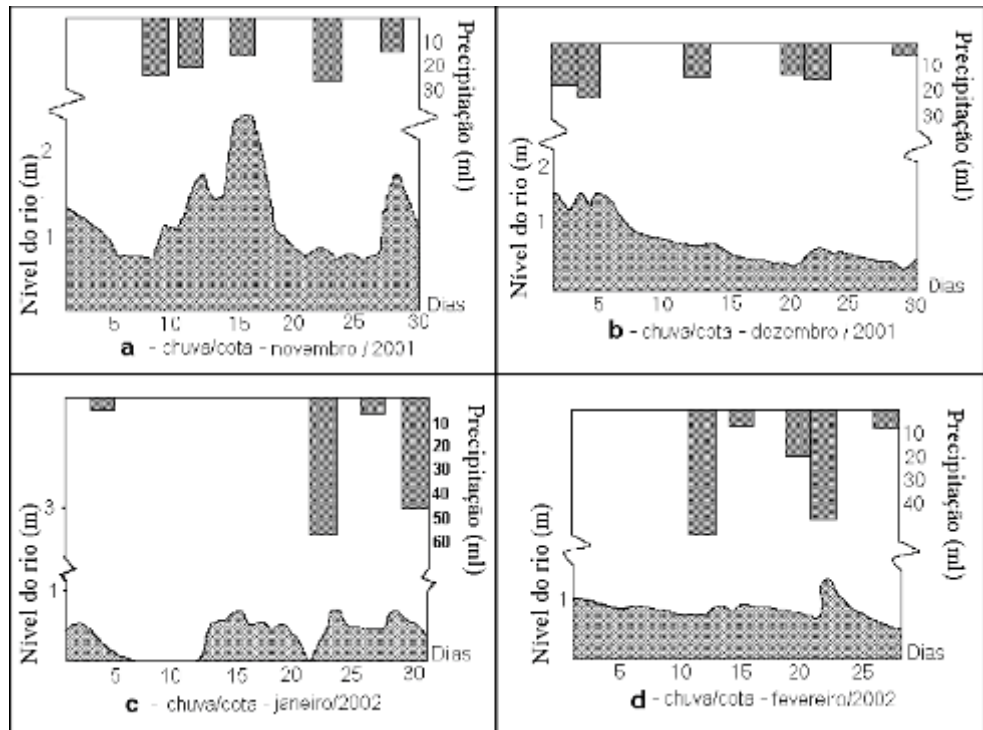 Nível do rio (m)
2
1
Precipitação (ml)
10
20
30
Dias
5 10 15 20 25 30
a - chuva/cota - novembro / 2001
Nível do rio (m)
2
1
Precipitação (ml)
10
20
30
Dias
5 10 15 20 25 30
b - chuva/cota - dezembro / 2001
Nível do rio (m)
3
1
Precipitação (ml)
10
20
30
40
50
60
Dias
5 10 15 20 25 30
c - chuva/cota - janeiro/2002
Nível do rio (m)
1
Precipitação (ml)
10
20
30
40
Dias
5 10 15 20 25
d - chuva/cota - fevereiro/2002